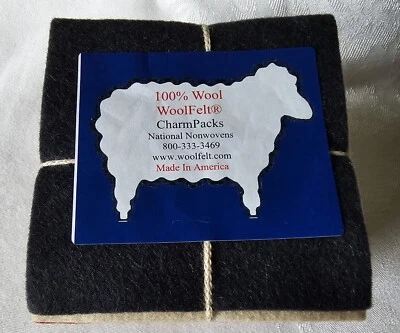 100% Wool
WoolFelt®
CharmPacks
National Nonwovens
800-333-3469
www.woolfelt.com
Made In America